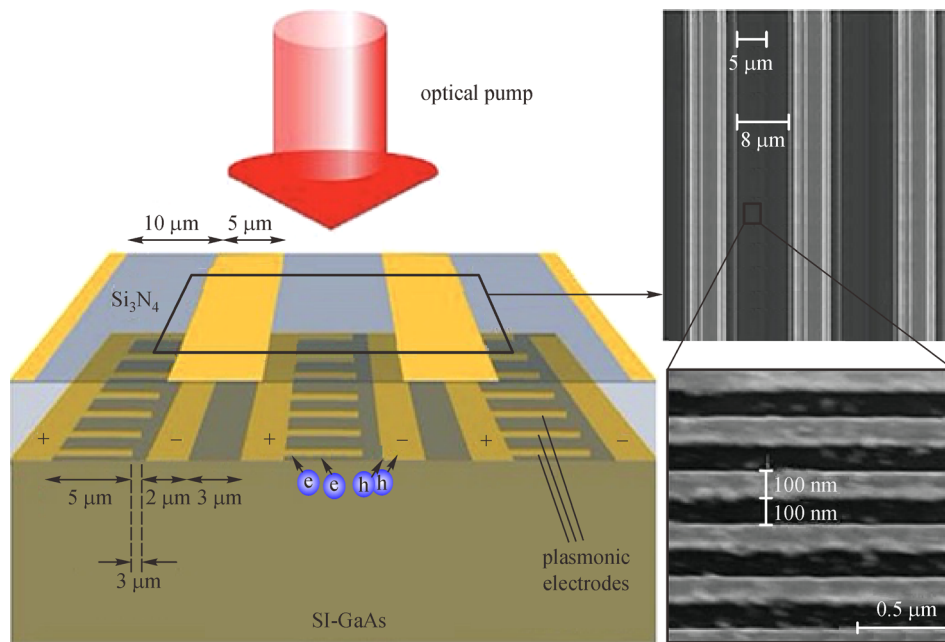 optical pump
10 μm
5 μm
Si₃N₄
+
−
+
−
+
−
e
e
h
h
5 μm
2 μm
3 μm
3 μm
plasmonic
electrodes
SI-GaAs
5 μm
8 μm
100 nm
100 nm
0.5 μm